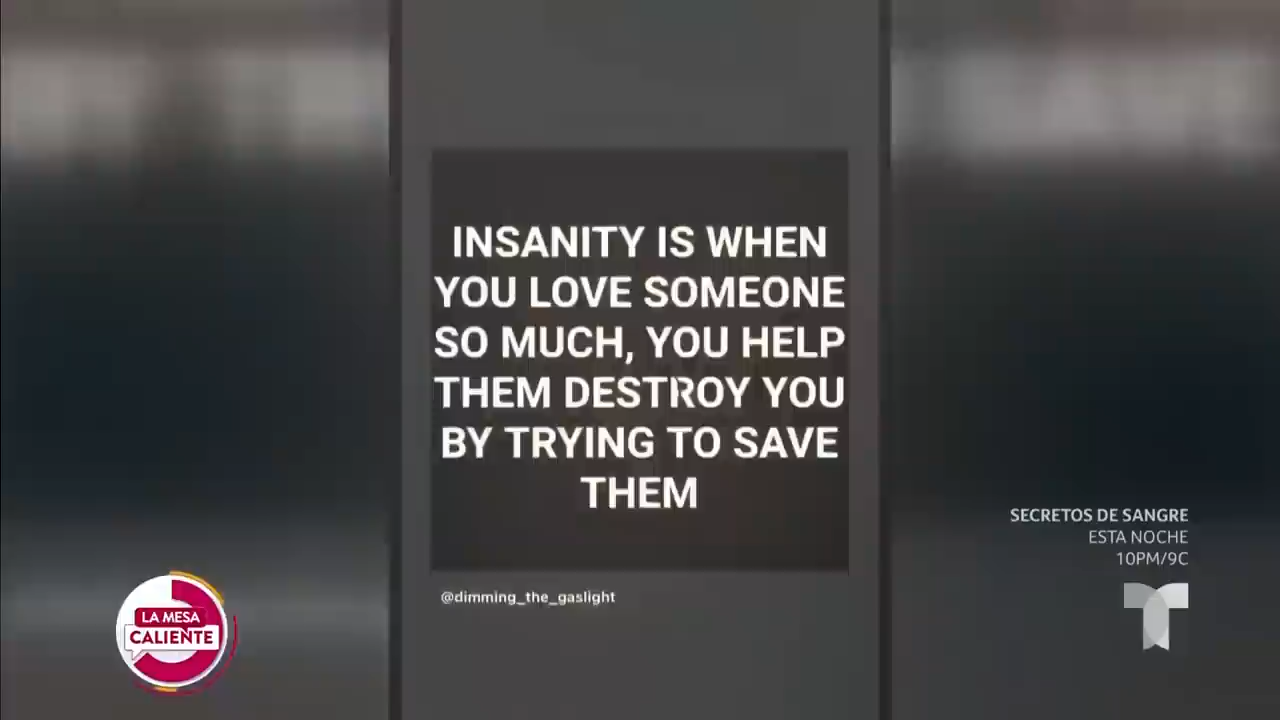 INSANITY IS WHEN
YOU LOVE SOMEONE
SO MUCH, YOU HELP
THEM DESTROY YOU
BY TRYING TO SAVE
THEM
@dimming_the_gaslight
SECRETOS DE SANGRE
ESTA NOCHE
10PM/9C
LA MESA
CALIENTE